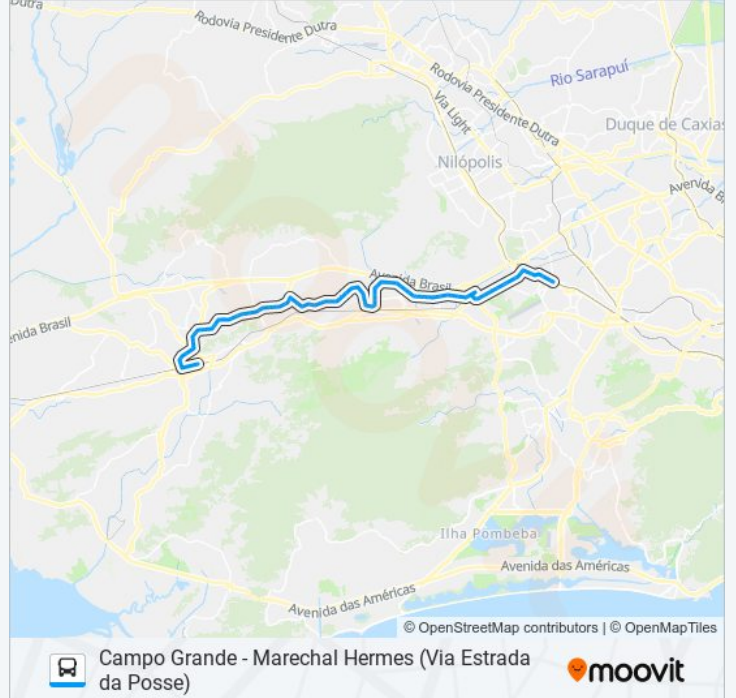 Dutra
Rodovia Presidente Dutra
Rodovia Presidente Dutra
Rio Sarapuí
Via Light
Duque de Caxias
Nilópolis
Avenida B
Avenida Brasil
enida Brasil
Ilha Pombeba
Avenida das Américas
Avenida das Américas
© OpenStreetMap contributors | © OpenMapTiles
Campo Grande - Marechal Hermes (Via Estrada
da Posse)
moovit